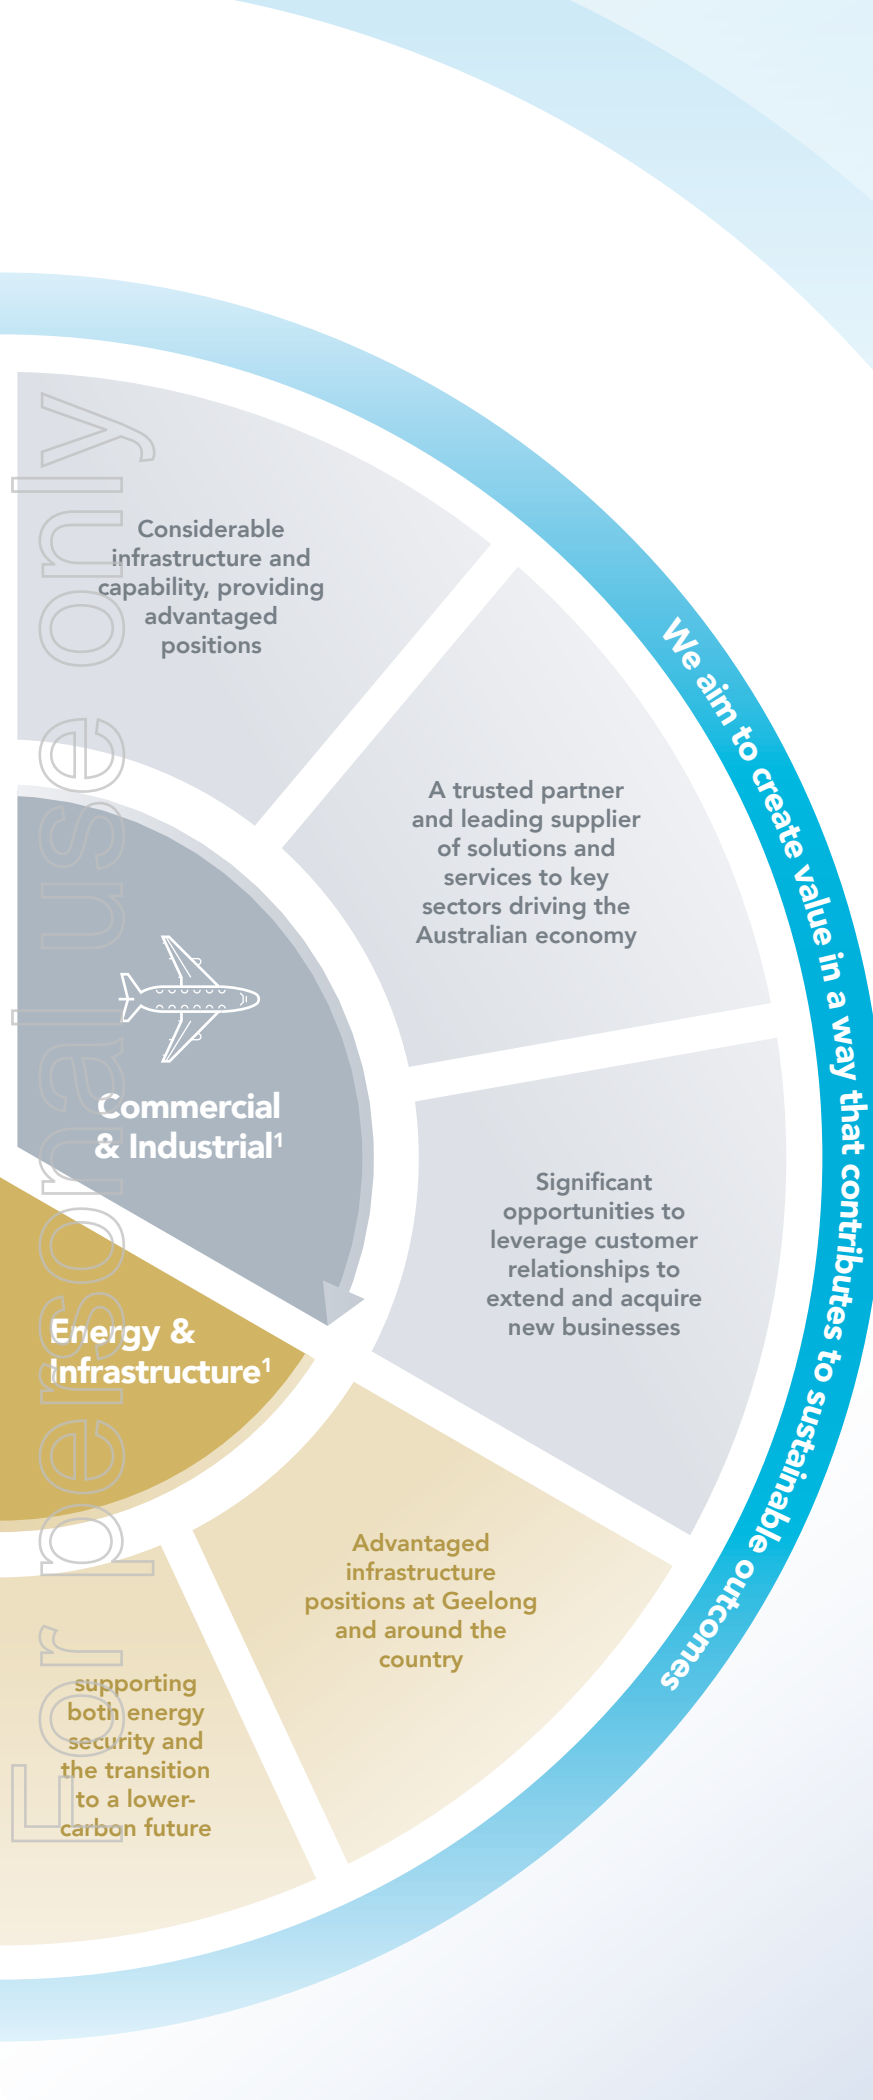 Considerable
infrastructure and
capability, providing
advantaged
positions
A trusted partner
and leading supplier
of solutions and
services to key
sectors driving the
Australian economy
Commercial
& Industrial¹
Significant
opportunities to
leverage customer
relationships to
extend and acquire
new businesses
Energy &
Infrastructure¹
Advantaged
infrastructure
positions at Geelong
and around the
country
supporting
both energy
security and
the transition
to a lower-
carbon future
We aim to create value in a way that contributes to sustainable outcomes
For personal use only